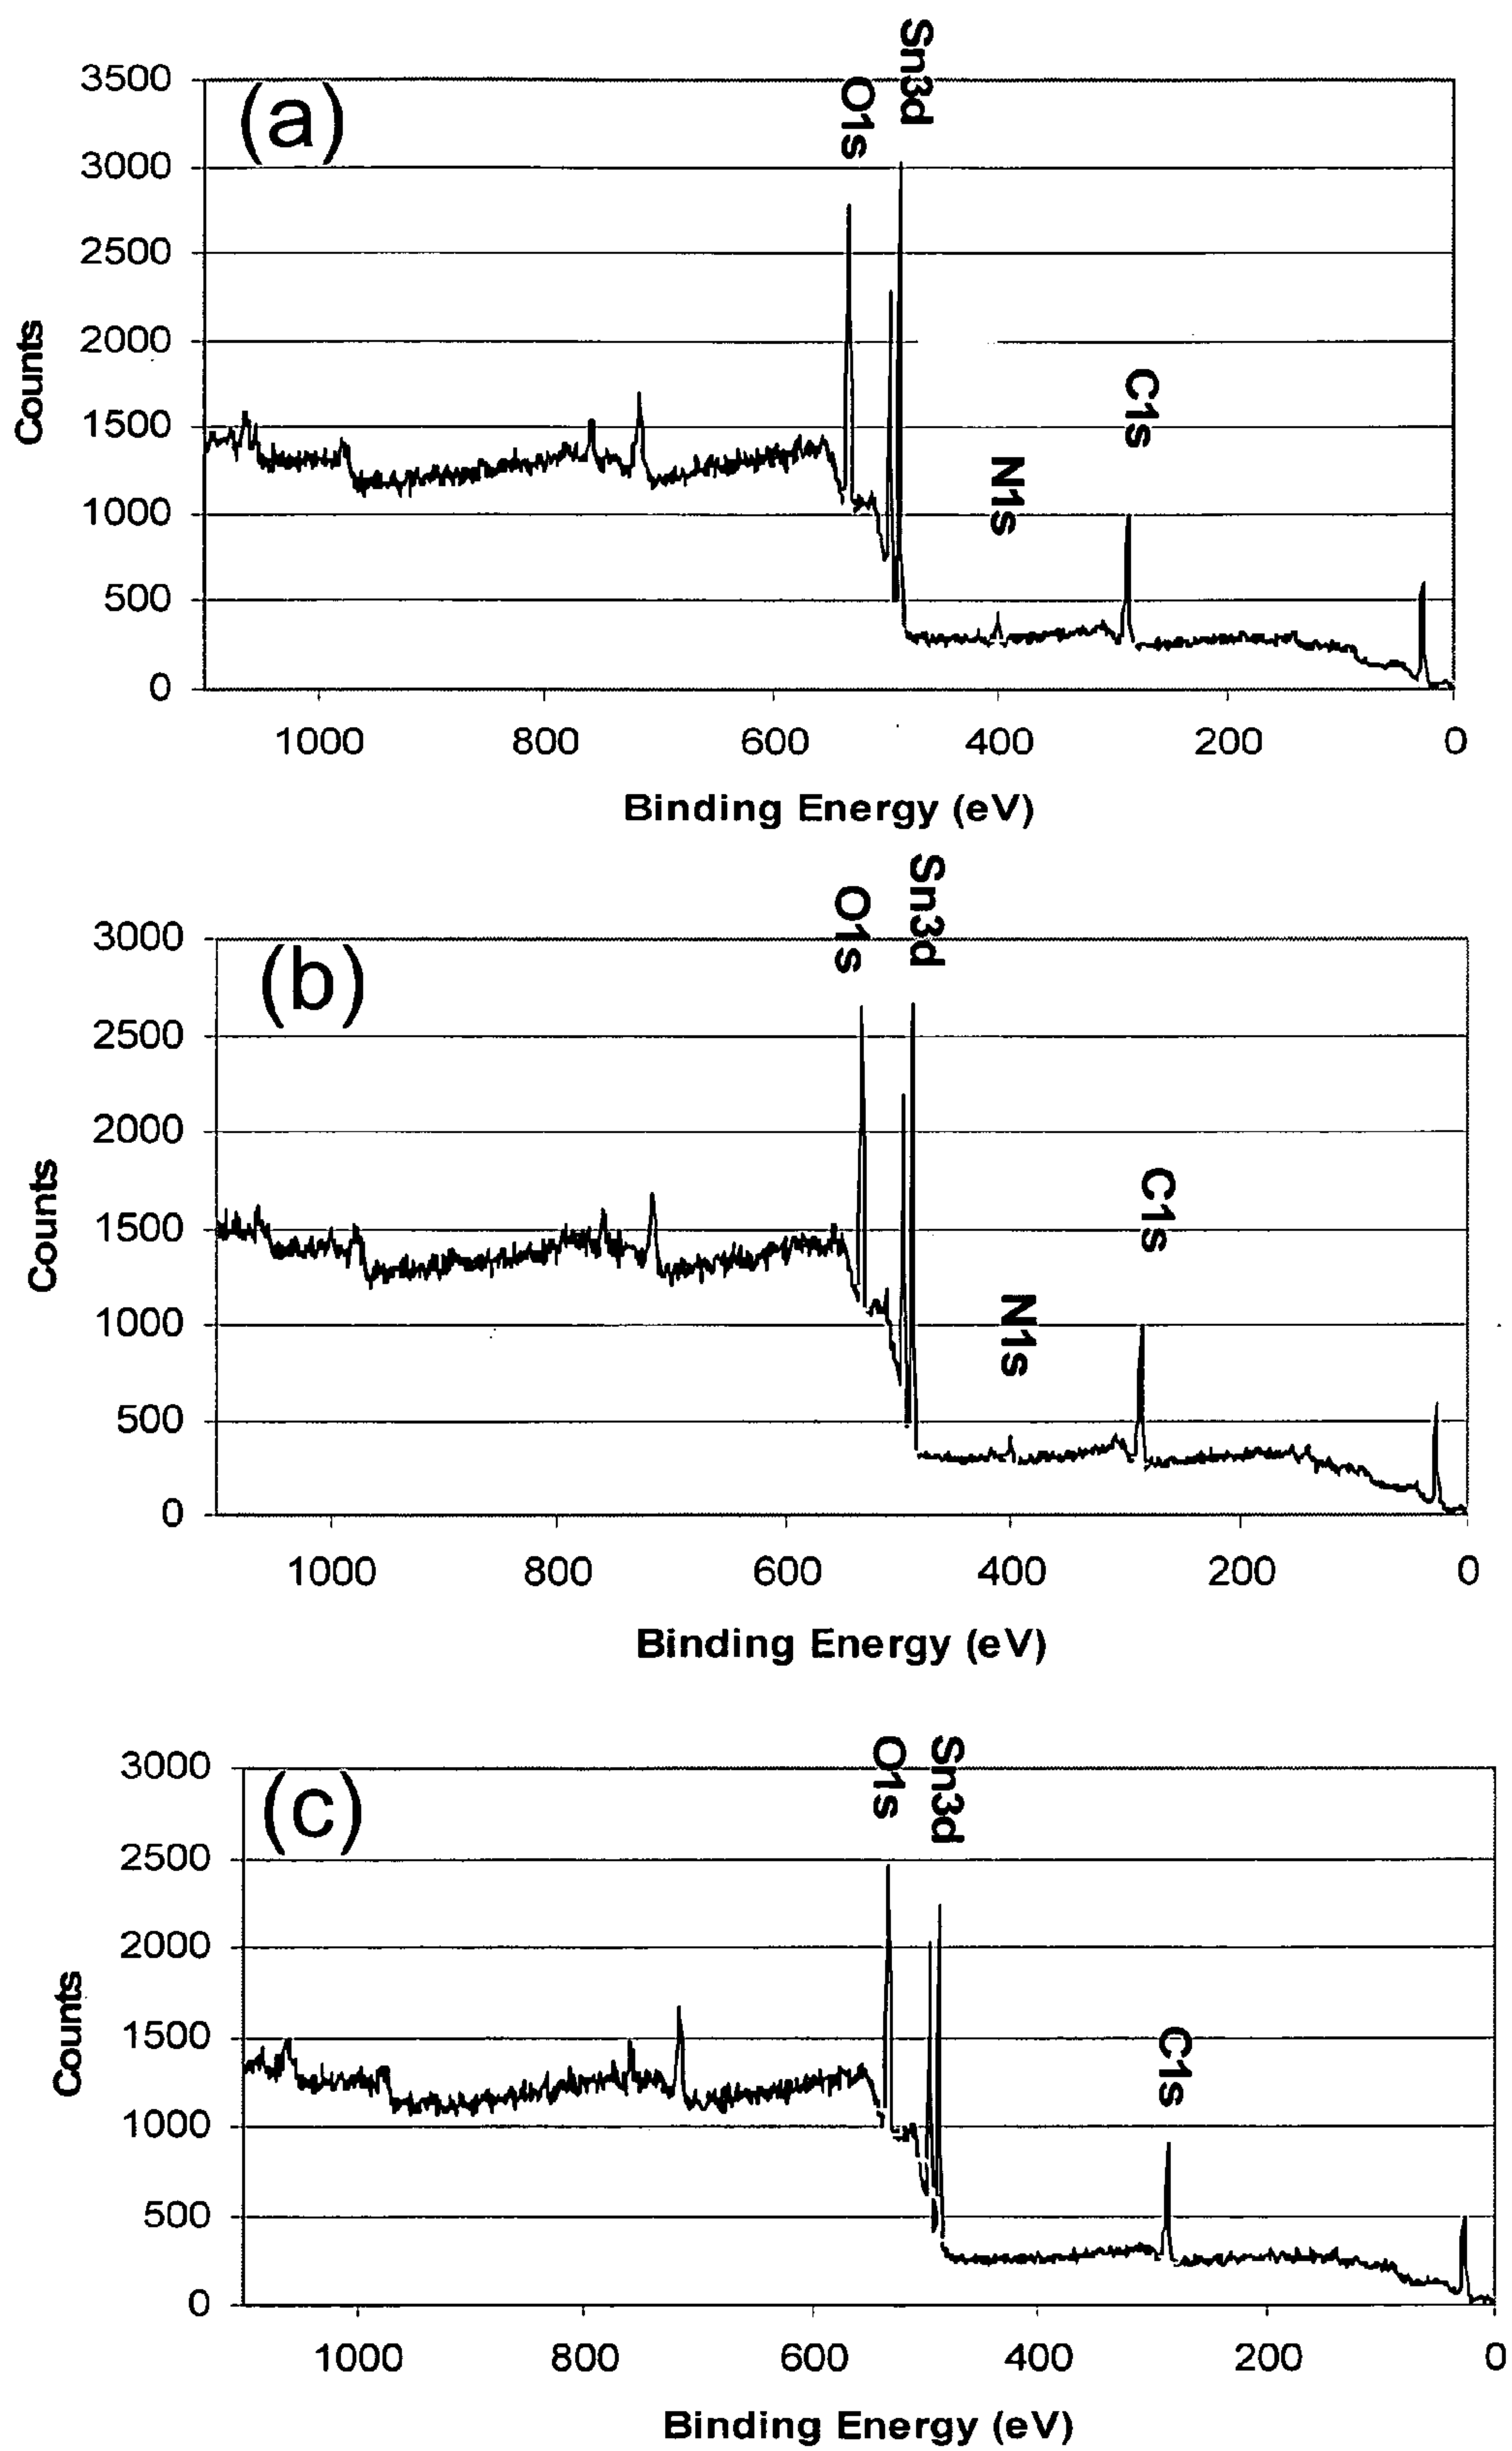 Sn3d
3500
(a)
O1s
3000
2500
2000
C1s
1500
N1s
1000
500
0
Counts
1000 800 600 400 200 0
Binding Energy (eV)
Sn3d
O1s
3000
(b)
2500
2000
C1s
1500
N1s
1000
500
0
Counts
1000 800 600 400 200 0
Binding Energy (eV)
O1s Sn3d
3000
(c)
2500
2000
1500
C1s
1000
500
0
Counts
1000 800 600 400 200 0
Binding Energy (eV)